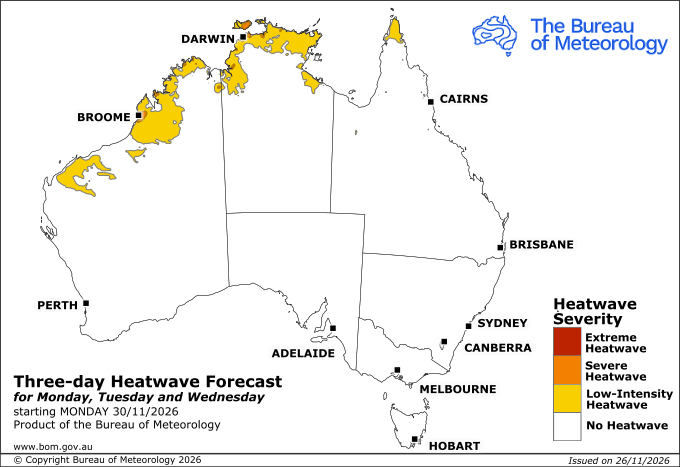 The Bureau
of Meteorology
DARWIN
CAIRNS
BROOME
BRISBANE
PERTH
SYDNEY
CANBERRA
ADELAIDE
MELBOURNE
HOBART
Heatwave
Severity
Extreme
Heatwave
Severe
Heatwave
Low-Intensity
Heatwave
No Heatwave
Three-day Heatwave Forecast
for Monday, Tuesday and Wednesday
starting MONDAY 30/11/2026
Product of the Bureau of Meteorology
www.bom.gov.au
© Copyright Bureau of Meteorology 2026
Issued on 26/11/2026